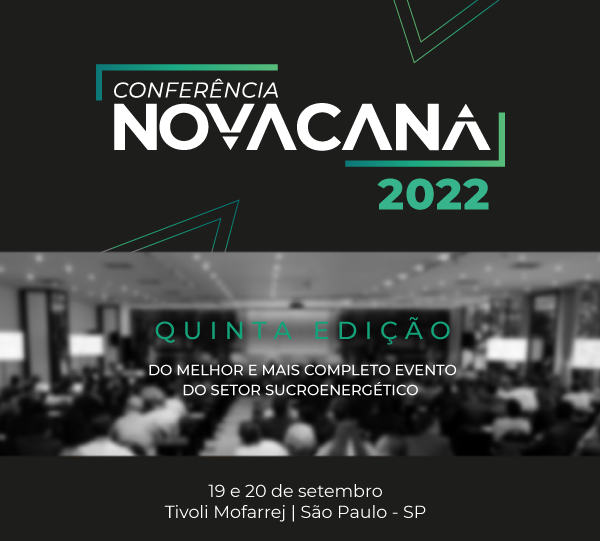 CONFERÊNCIA
NOVACANA
2022
QUINTA EDIÇÃO
DO MELHOR E MAIS COMPLETO EVENTO
DO SETOR SUCROENERGÉTICO
19 e 20 de setembro
Tivoli Mofarrej | São Paulo - SP